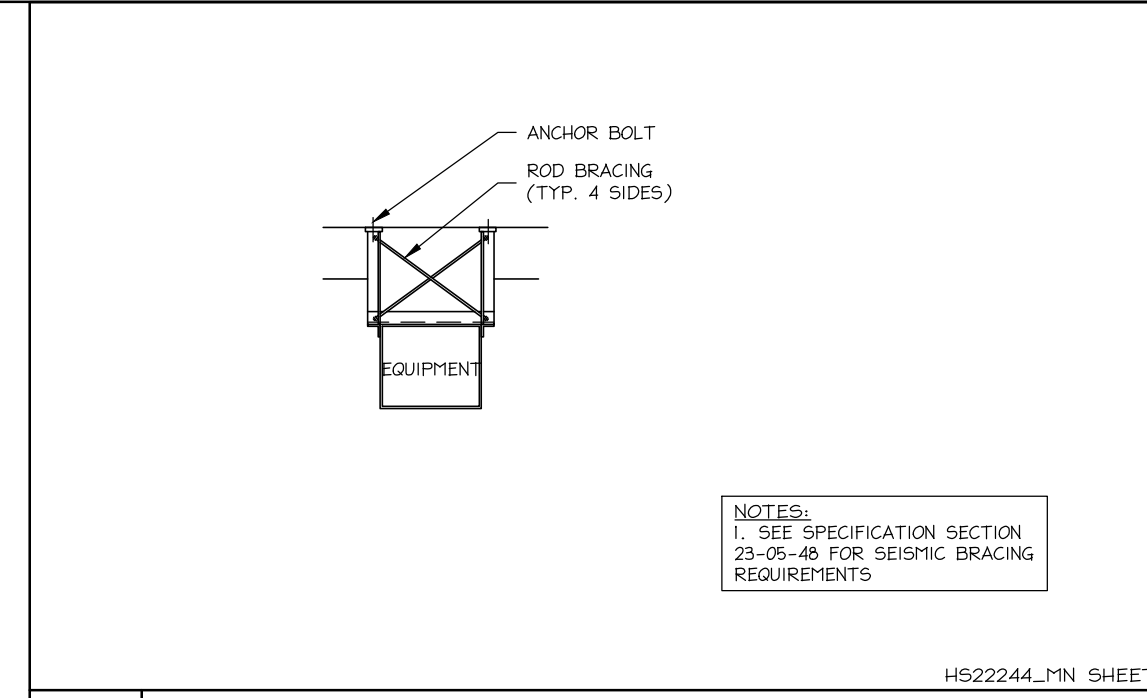 ANCHOR BOLT
ROD BRACING
(TYP. 4 SIDES)
EQUIPMENT
NOTES:
1. SEE SPECIFICATION SECTION
23-05-48 FOR SEISMIC BRACING
REQUIREMENTS
HS22244_MN SHEET